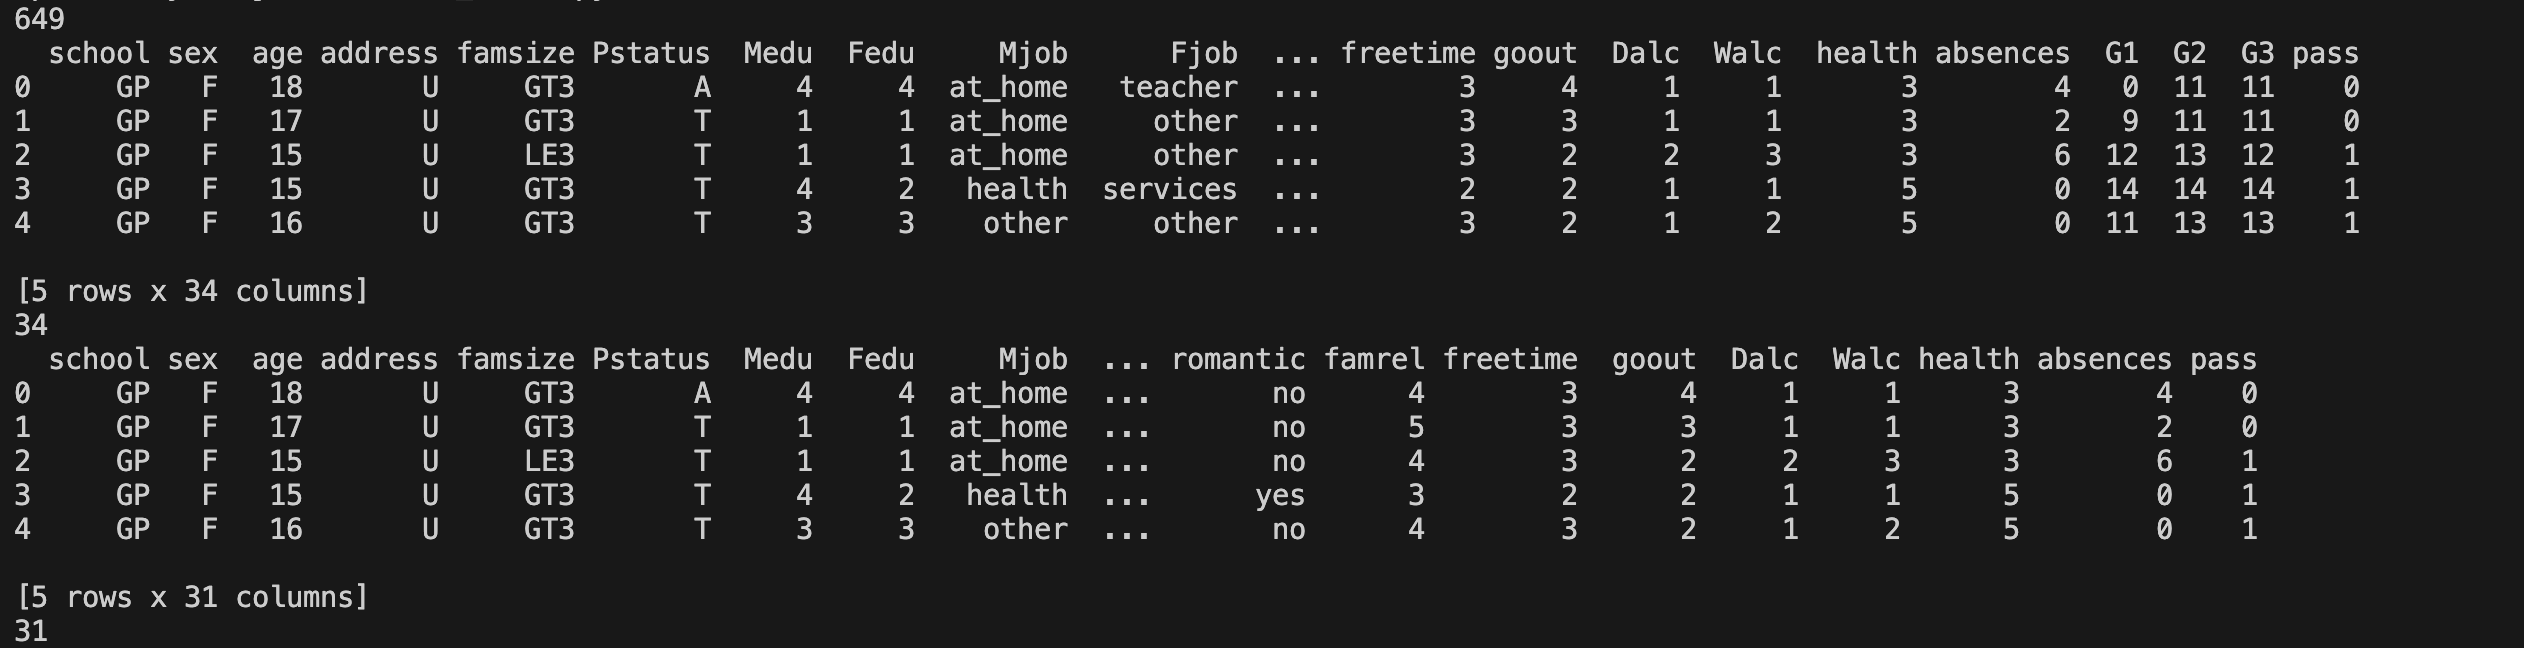 649
school sex age address famsize Pstatus Medu Fedu Mjob Fjob ... freetime goout Dalc Walc health absences G1 G2 G3 pass
0 GP F 18 U GT3 A 4 4 at_home teacher ... 3 4 1 1 3 4 0 11 11 0
1 GP F 17 U GT3 T 1 1 at_home other ... 3 3 1 1 3 2 9 11 11 0
2 GP F 15 U LE3 T 1 1 at_home other ... 3 2 2 3 3 6 12 13 12 1
3 GP F 15 U GT3 T 4 2 health services ... 2 2 1 1 5 0 14 14 14 1
4 GP F 16 U GT3 T 3 3 other other ... 3 2 1 2 5 0 11 13 13 1
[5 rows x 34 columns]
34
school sex age address famsize Pstatus Medu Fedu Mjob ... romantic famrel freetime goout Dalc Walc health absences pass
0 GP F 18 U GT3 A 4 4 at_home ... no 4 3 4 1 1 3 4 0
1 GP F 17 U GT3 T 1 1 at_home ... no 5 3 3 1 1 3 2 0
2 GP F 15 U LE3 T 1 1 at_home ... no 4 3 2 2 3 3 6 1
3 GP F 15 U GT3 T 4 2 health ... yes 3 2 2 1 1 5 0 1
4 GP F 16 U GT3 T 3 3 other ... no 4 3 2 1 2 5 0 1
[5 rows x 31 columns]
31